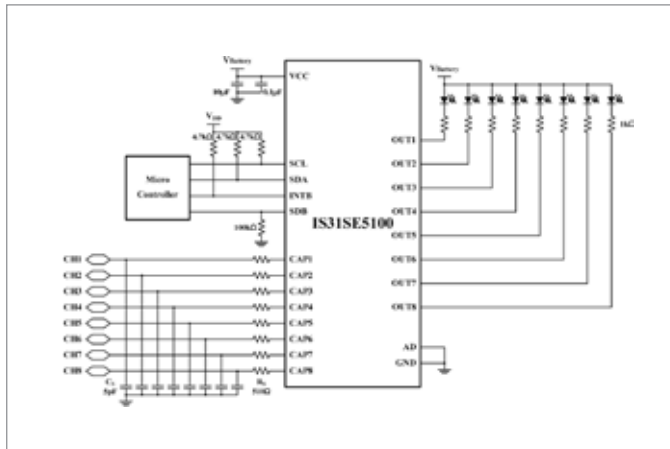 VBattery
VCC
0.1μF
VBattery
VDD
4.7kΩ 4.7kΩ 4.7kΩ
1kΩ
OUT1
Micro
Controller
SCL
SDA
INTB
SDB
100kΩ
IS31SE5100
OUT2
OUT3
OUT4
OUT5
OUT6
OUT7
OUT8
CH1
CH2
CH3
CH4
CH5
CH6
CH7
CH8
CAP1
CAP2
CAP3
CAP4
CAP5
CAP6
CAP7
CAP8
AD
GND
5pF
510Ω